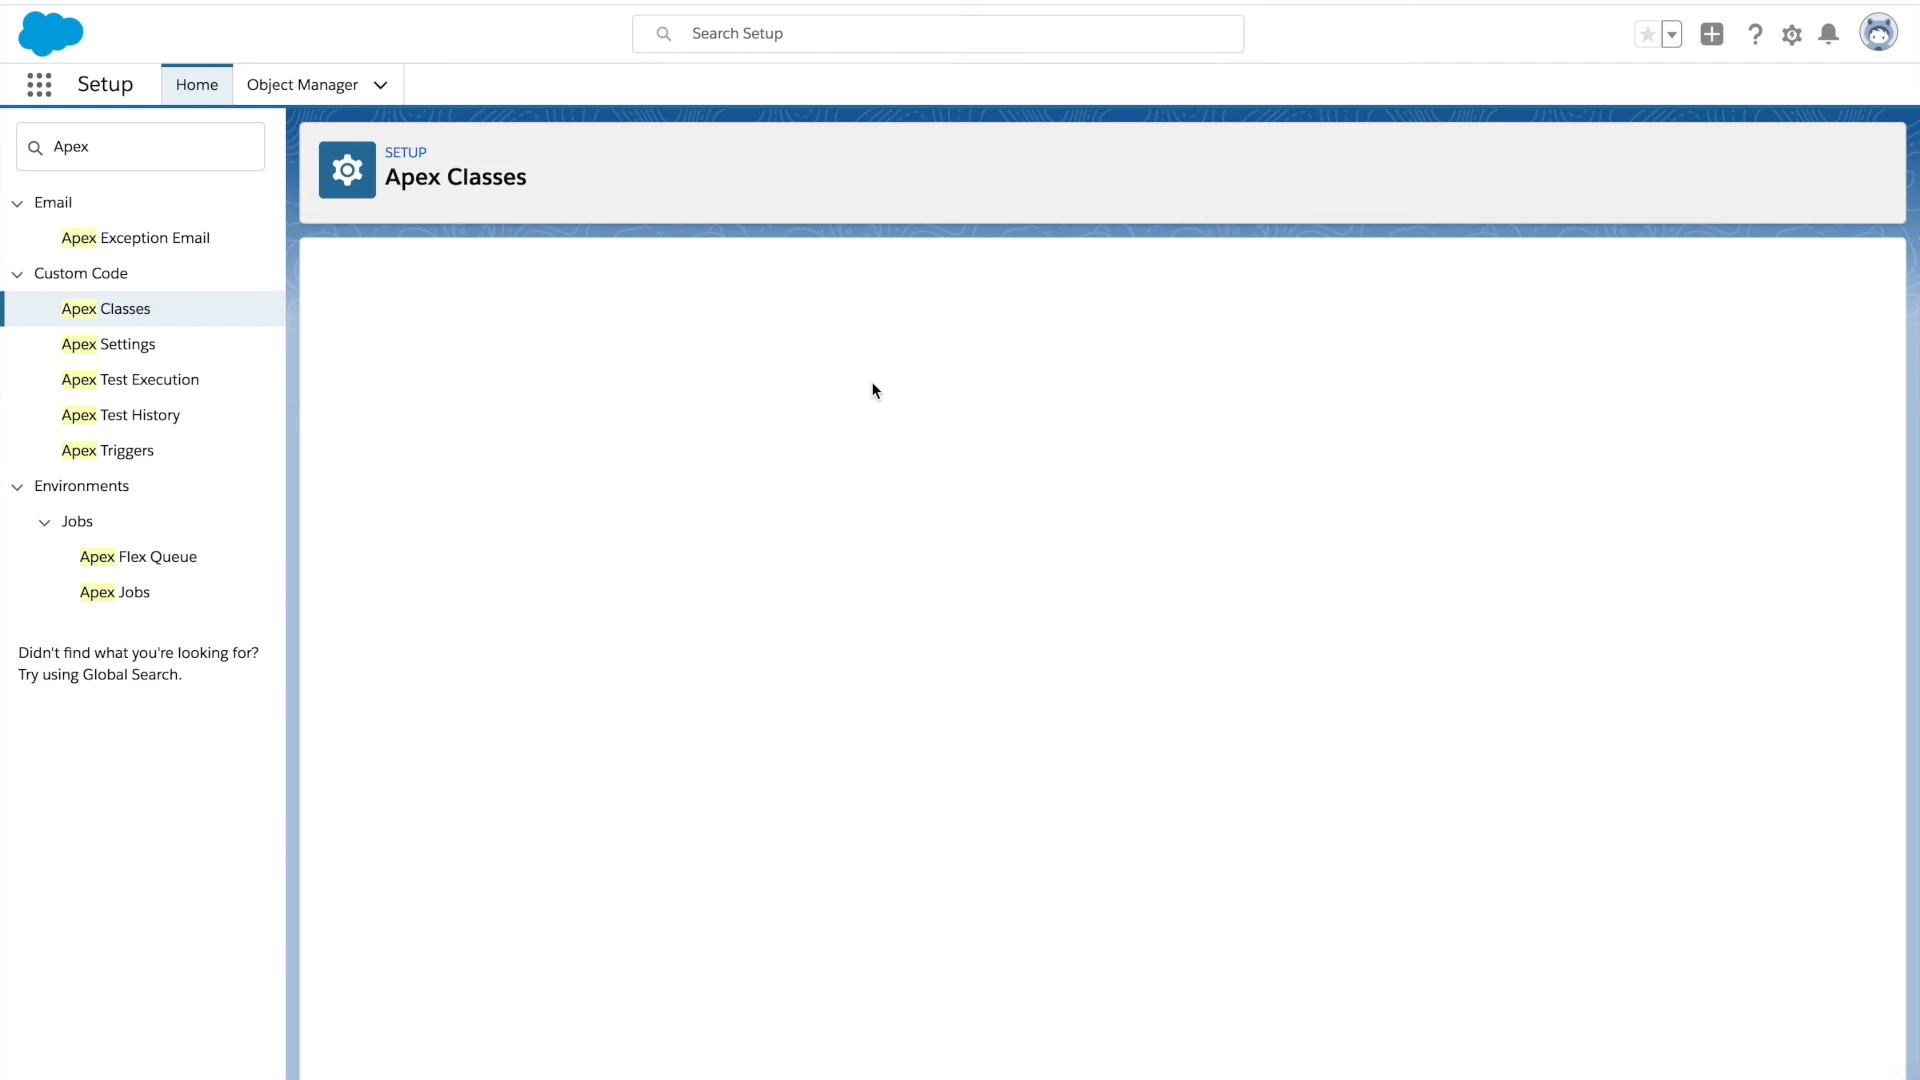 Search Setup
Setup
Home
Object Manager
Apex
Email
Apex Exception Email
Custom Code
Apex Classes
Apex Settings
Apex Test Execution
Apex Test History
Apex Triggers
Environments
Jobs
Apex Flex Queue
Apex Jobs
Didn't find what you're looking for?
Try using Global Search.
SETUP
Apex Classes